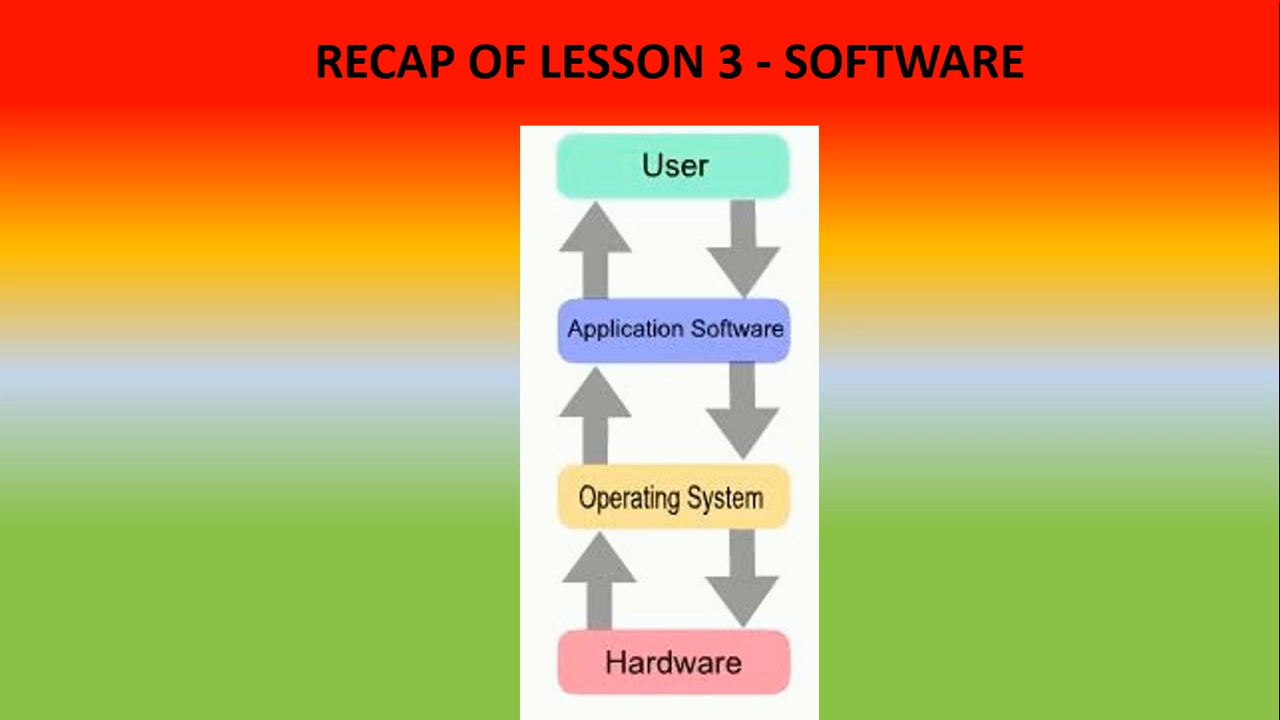 RECAP OF LESSON 3 - SOFTWARE
User
Application Software
Operating System
Hardware